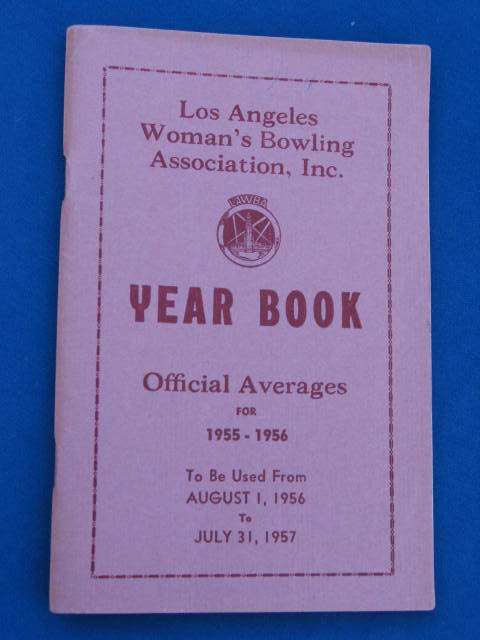 Los Angeles
Woman's Bowling
Association, Inc.
LAWBA
YEAR BOOK
Official Averages
FOR
1955 - 1956
To Be Used From
AUGUST 1, 1956
To
JULY 31, 1957